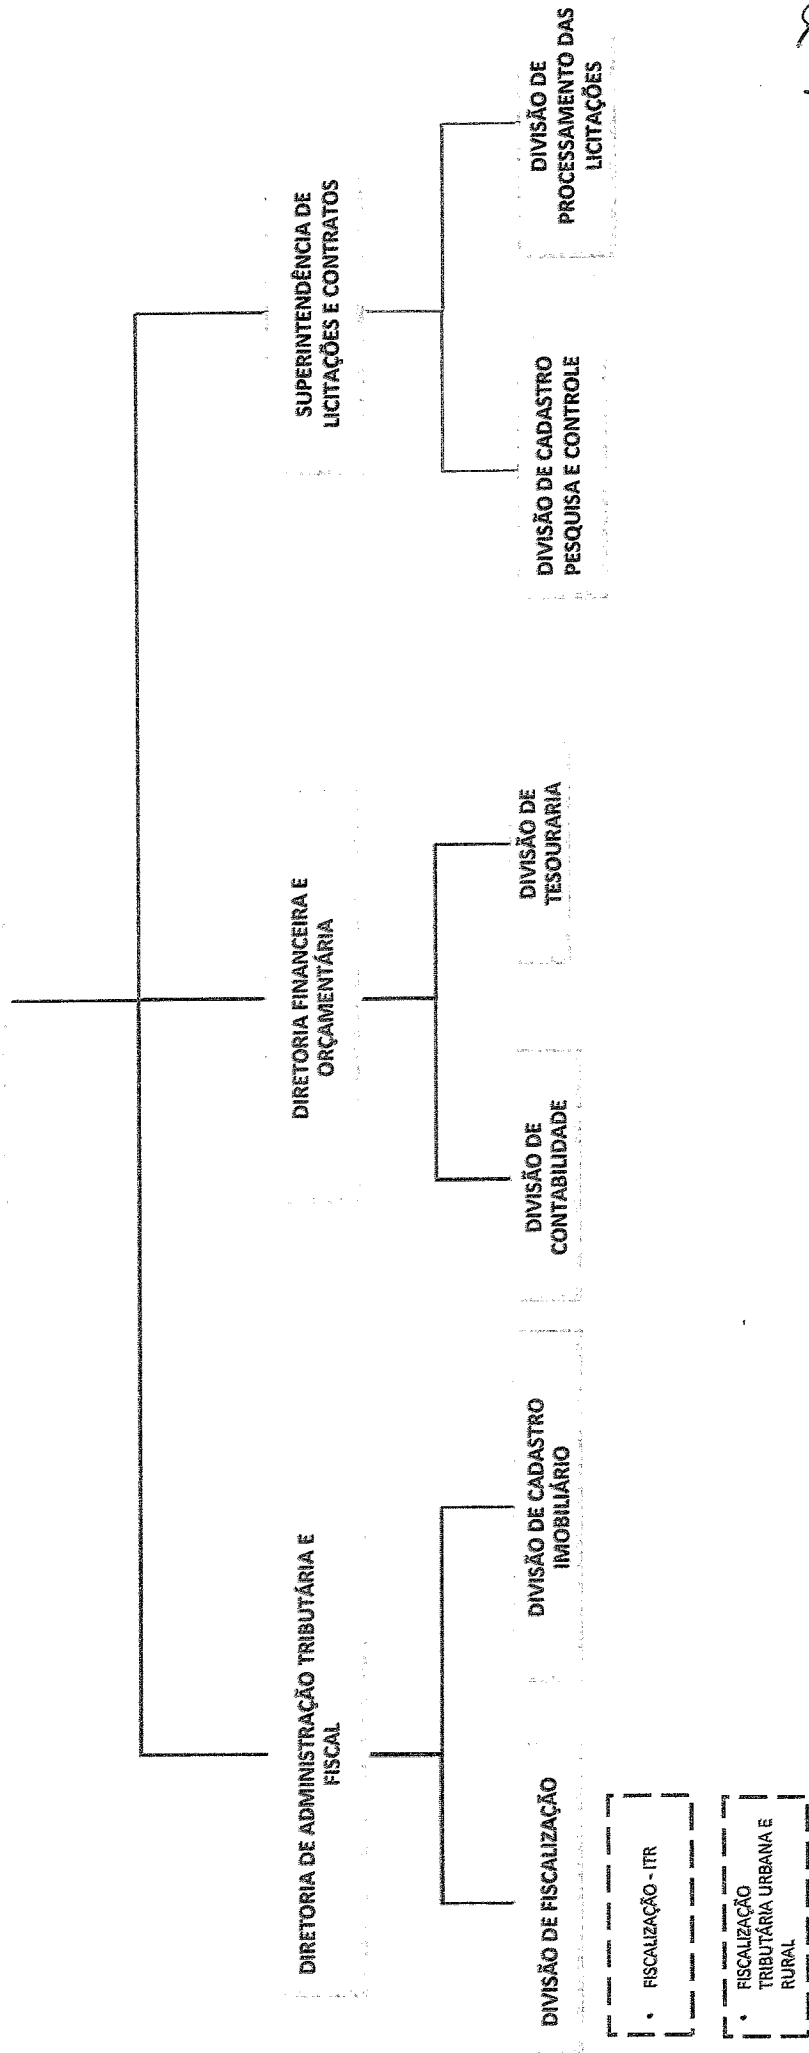 DIRETORIA DE ADMINISTRAÇÃO TRIBUTÁRIA E
FISCAL
DIRETORIA FINANCEIRA E
ORÇAMENTÁRIA
SUPERINTENDÊNCIA DE
LICITAÇÕES E CONTRATOS
DIVISÃO DE FISCALIZAÇÃO
DIVISÃO DE CADASTRO
IMOBILIÁRIO
DIVISÃO DE
CONTABILIDADE
DIVISÃO DE
TESOURARIA
DIVISÃO DE CADASTRO
PESQUISA E CONTROLE
DIVISÃO DE
PROCESSAMENTO DAS
LICITAÇÕES
• FISCALIZAÇÃO - ITR
• FISCALIZAÇÃO
TRIBUTÁRIA URBANA E
RURAL